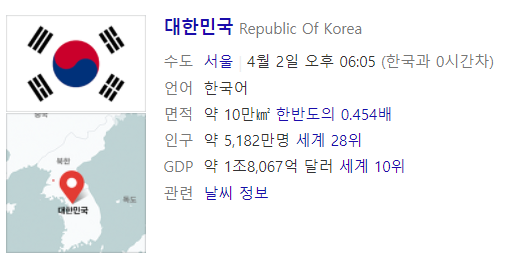 대한민국 Republic Of Korea
수도 서울 | 4월 2일 오후 06:05 (한국과 0시간차)
언어 한국어
면적 약 10만㎢ 한반도의 0.454배
인구 약 5,182만명 세계 28위
GDP 약 1조8,067억 달러 세계 10위
관련 날씨 정보
중국
북한
독도
대한민국